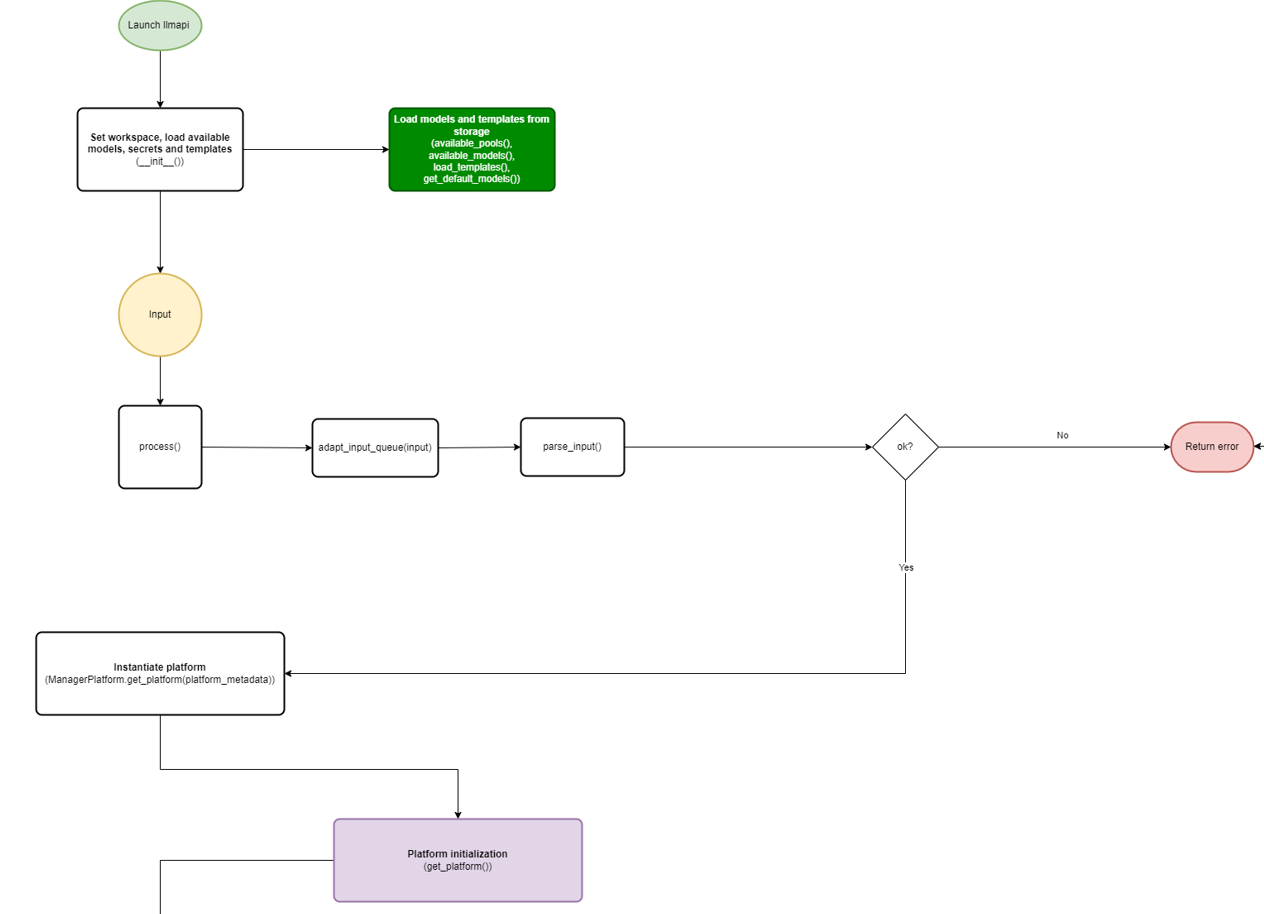 Launch llmapi
Set workspace, load available
models, secrets and templates
(__init__())
Load models and templates from
storage
(available_pools(),
available_models(),
load_templates(),
get_default_models())
Input
process()
adapt_input_queue(input)
parse_input()
ok?
No
Return error
Yes
Instantiate platform
(ManagerPlatform.get_platform(platform_metadata))
Platform initialization
(get_platform())